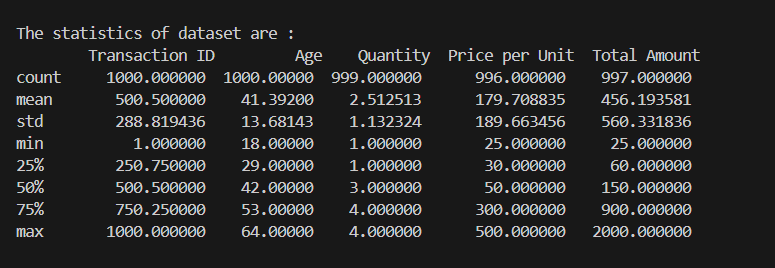 The statistics of dataset are :
Transaction ID Age Quantity Price per Unit Total Amount
count 1000.000000 1000.00000 999.000000 996.000000 997.000000
mean 500.500000 41.39200 2.512513 179.708835 456.193581
std 288.819436 13.68143 1.132324 189.663456 560.331836
min 1.000000 18.00000 1.000000 25.000000 25.000000
25% 250.750000 29.00000 1.000000 30.000000 60.000000
50% 500.500000 42.00000 3.000000 50.000000 150.000000
75% 750.250000 53.00000 4.000000 300.000000 900.000000
max 1000.000000 64.00000 4.000000 500.000000 2000.000000